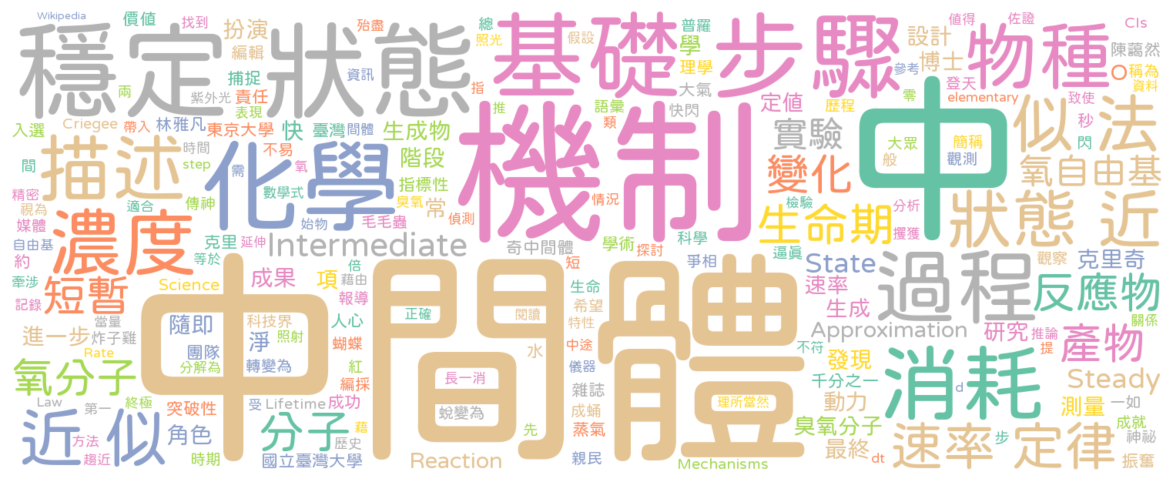 Wikipedia 價值 找到 扮演 編輯 殆盡 總 照光 假設 普羅 學 理學 大氣 設計 博士 值得 佐證 CIs 陳藹然
穩定狀態 基礎步驟 物種
兩 捕捉 資訊 指 參考 登天 O 稱為 資料
紫外光 責任 表現 推 語彙 類 快閃 定值 歷程 零 elementary 致使
入選 Criegee 帶入 林雅凡 東京大學 快 臺灣 間體 生成物 機制 實驗 大眾 般 簡稱 觀測 中 秒 閃 似法
間 描述 時間 step 不易 氧 化學 需 階段 變化 氧自由基
精密 視為 媒體 適合 傳神 數學式 始物 指標性 臭氧 常 情況 檢驗 分析 攫獲
自由基 約 濃度 克里 延伸 等於 毛毛蟲 偵測 生命期 狀態 近
Intermediate 奇中間體 學術 探討 科學 爭相 逼真 觀察 克里奇
牽涉 短暫 Science 成果 項 倍 藉由 短 生命 State 速率 過程 反應物
記錄 當量 報導 希望 特性 生成 關係
進一步 炸子雞 隨即 科技界 人心 正確 閱讀 Approximation 研究 推論 產物
Rate 團隊 淨 照射 蝴蝶 水 中途 不符 發現 提
氧分子 分解為 轉變為 紅 編採 中間體 長一消 儀器 千分之一 消耗 d Steady
Law 第一 終極 受 Lifetime 成功 蛻變為 雜誌 理所當然 動力 測量 一如
近似 突破性 角色 分子 藉 成蛹 臭氧分子 成就
方法 歷史 先 蒸氣 步 神祕
趨近 時期 國立臺灣大學 Reaction 親民 Mechanisms 最終 dt 速率 定律 振奮